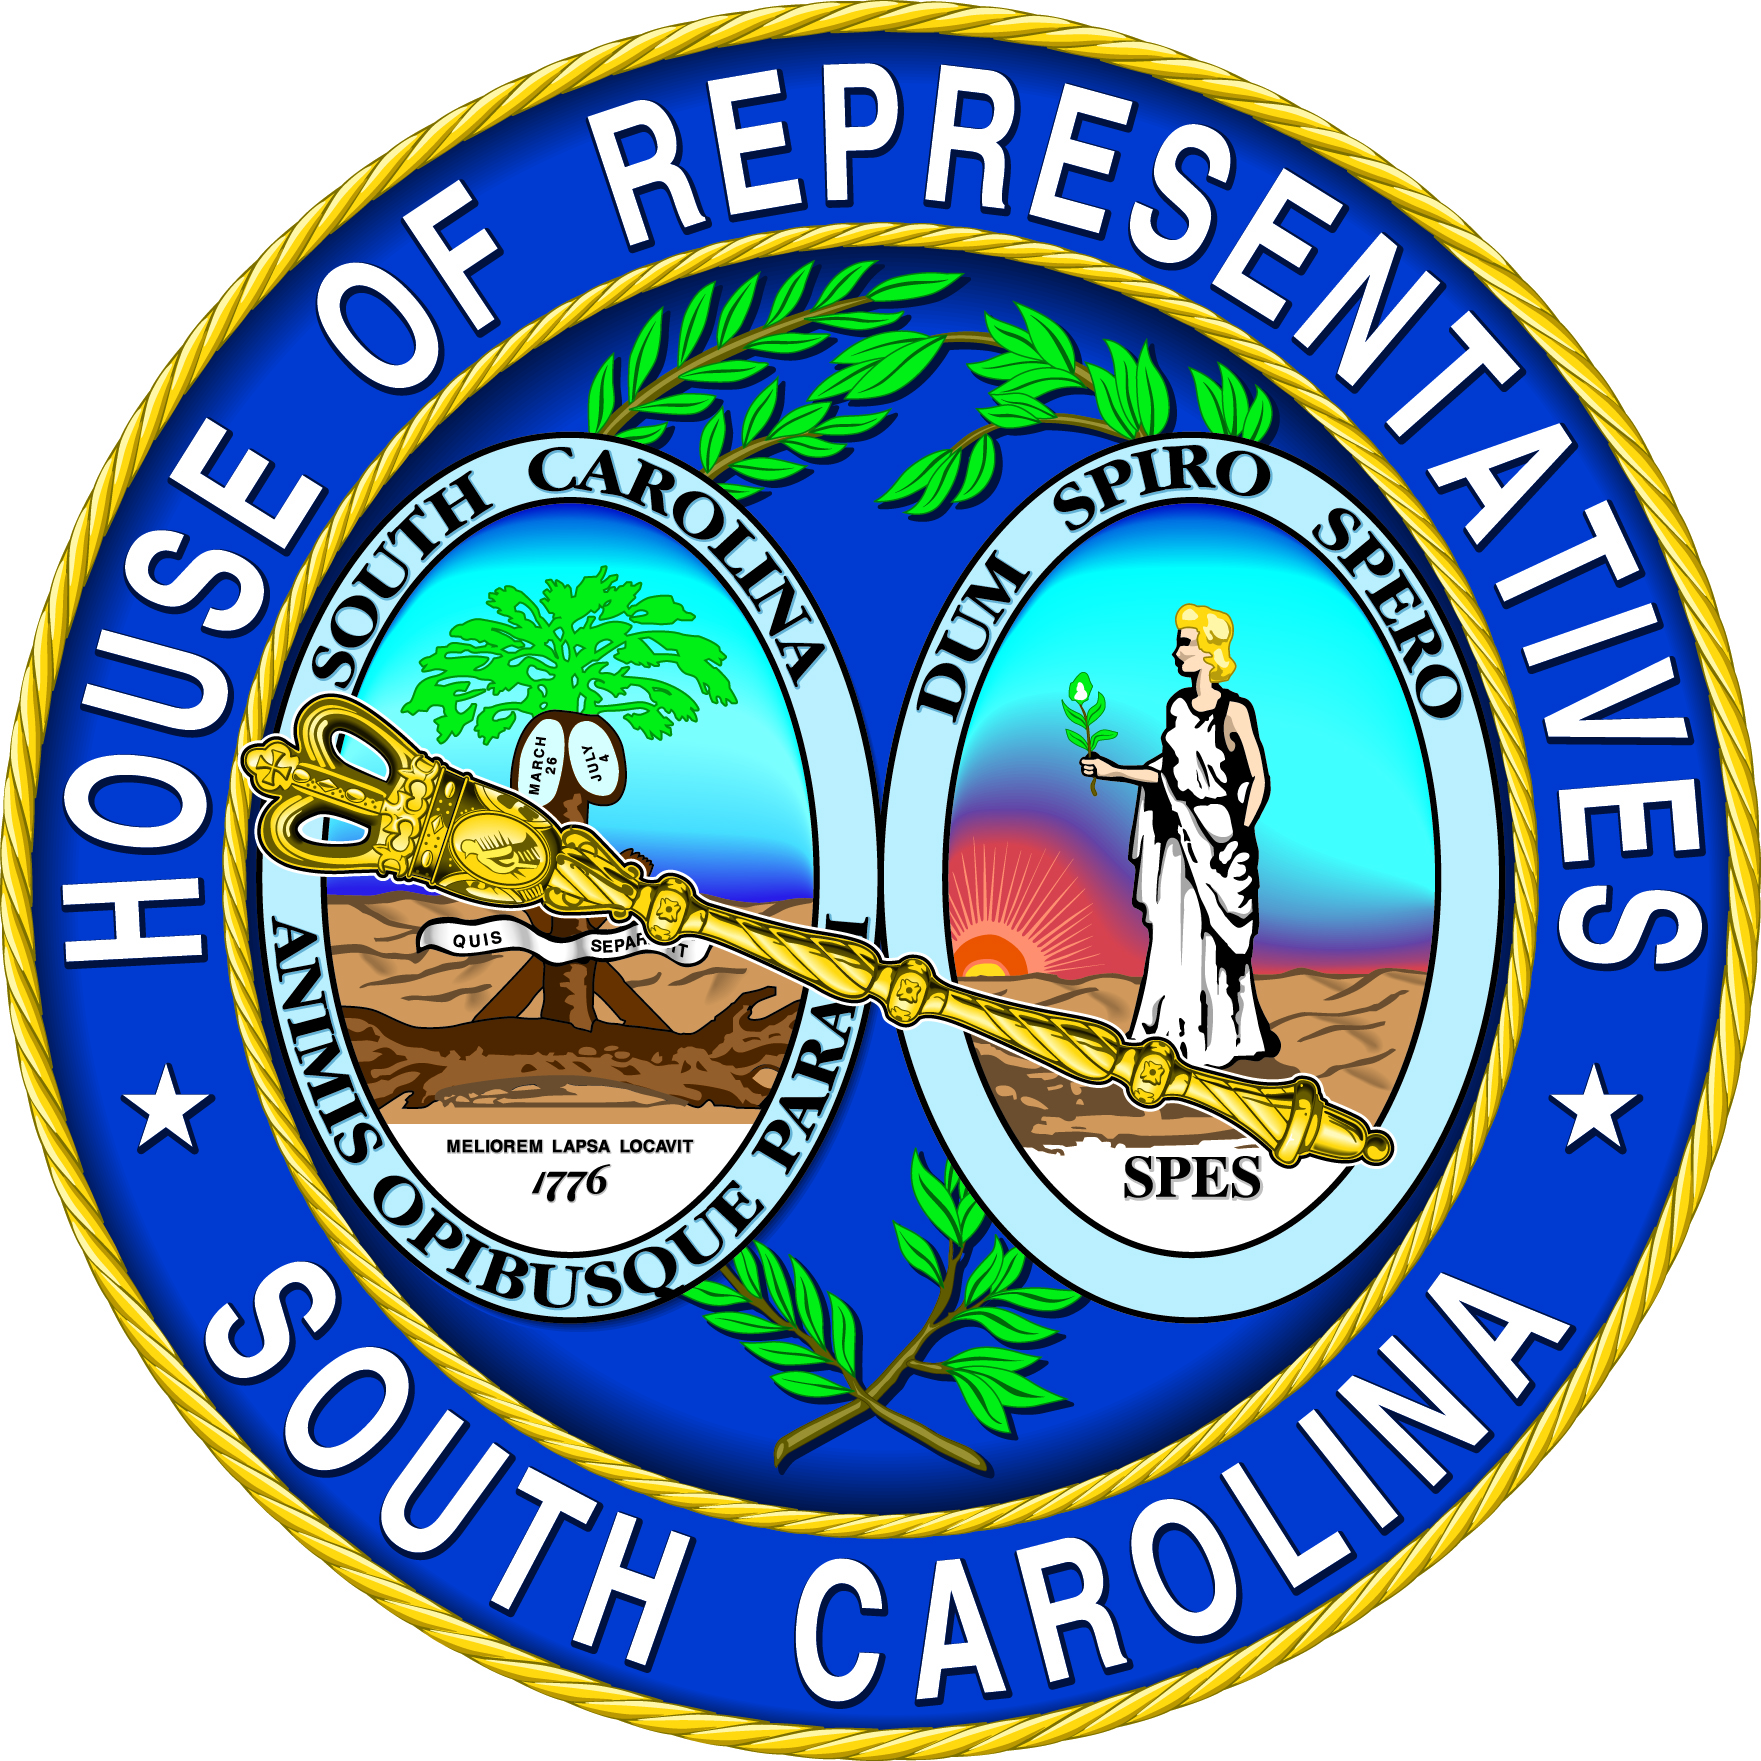 HOUSE OF REPRESENTATIVES
SOUTH CAROLINA
MARCH
26
JULY
4
QUIS
ANIMIS OPIBUSQUE
MELIOREM LAPSA LOCAVIT
1776
DUM SPIRO SPERO
SPES
SOUTH CAROLINA